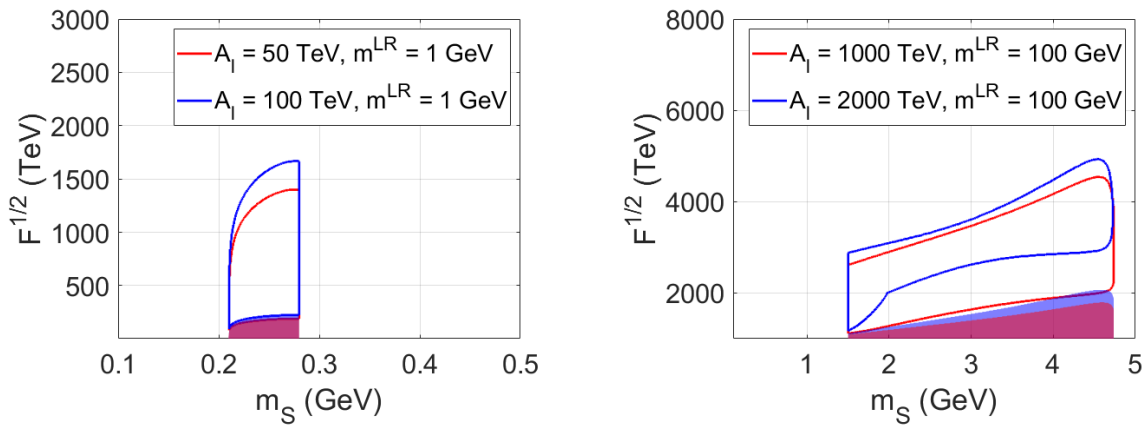 3000
2500
2000
1500
1000
500
F^1/2 (TeV)
A_l = 50 TeV, m^LR = 1 GeV
A_l = 100 TeV, m^LR = 1 GeV
0.1 0.2 0.3 0.4 0.5
m_S (GeV)
8000
6000
4000
2000
F^1/2 (TeV)
A_l = 1000 TeV, m^LR = 100 GeV
A_l = 2000 TeV, m^LR = 100 GeV
1 2 3 4 5
m_S (GeV)